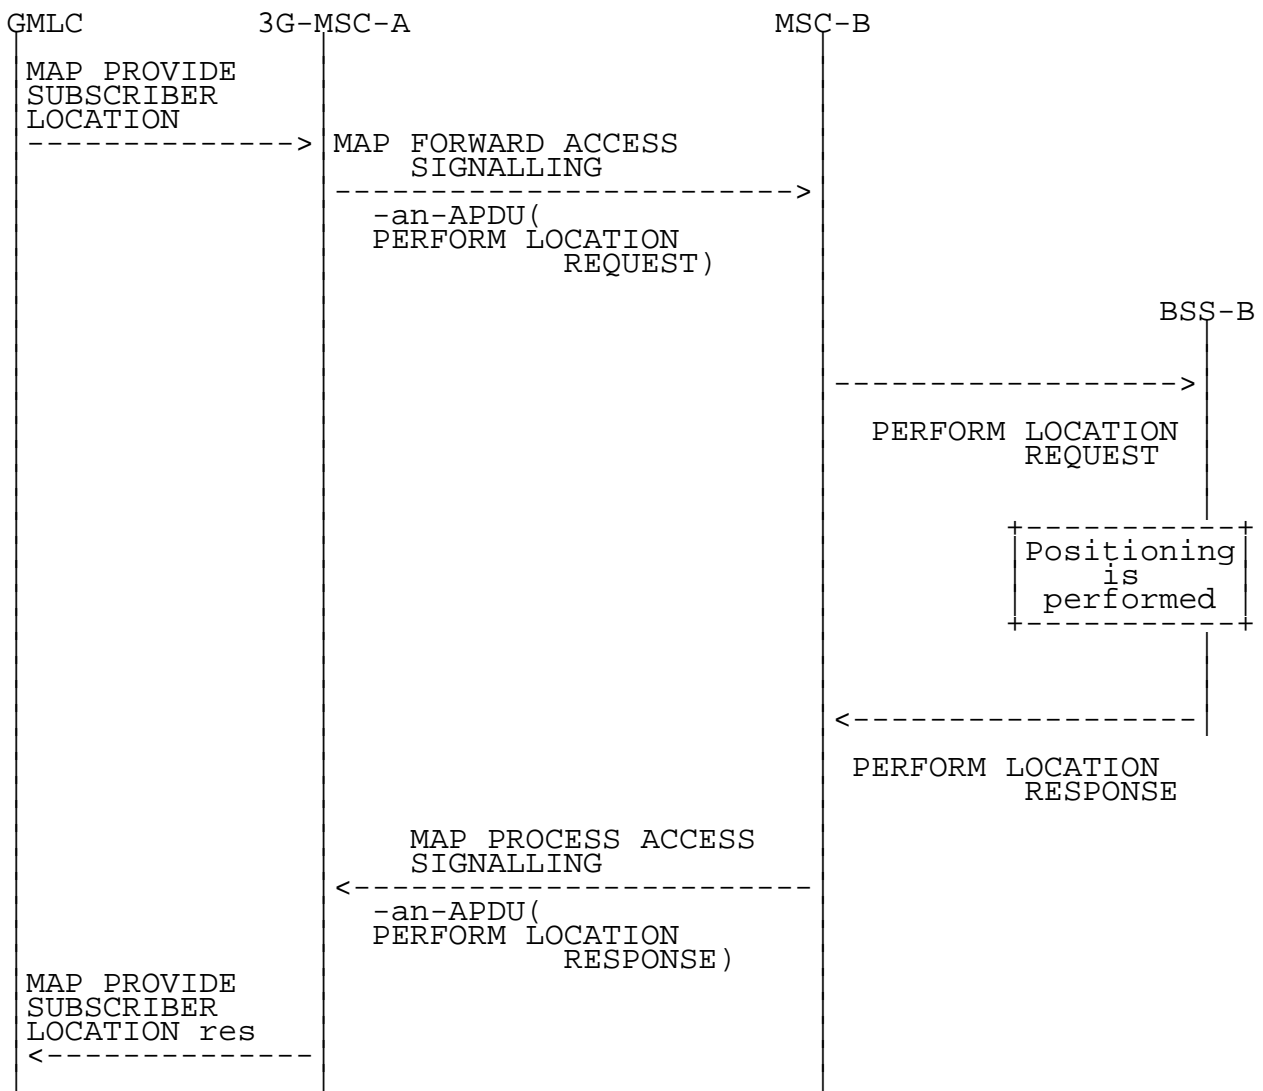 GMLC 3G-MSC-A MSC-B
MAP PROVIDE
SUBSCRIBER
LOCATION
MAP FORWARD ACCESS
SIGNALLING
-an-APDU(
PERFORM LOCATION
REQUEST)
BSS-B
PERFORM LOCATION
REQUEST
Positioning
is
performed
PERFORM LOCATION
RESPONSE
MAP PROCESS ACCESS
SIGNALLING
-an-APDU(
PERFORM LOCATION
RESPONSE)
MAP PROVIDE
SUBSCRIBER
LOCATION res